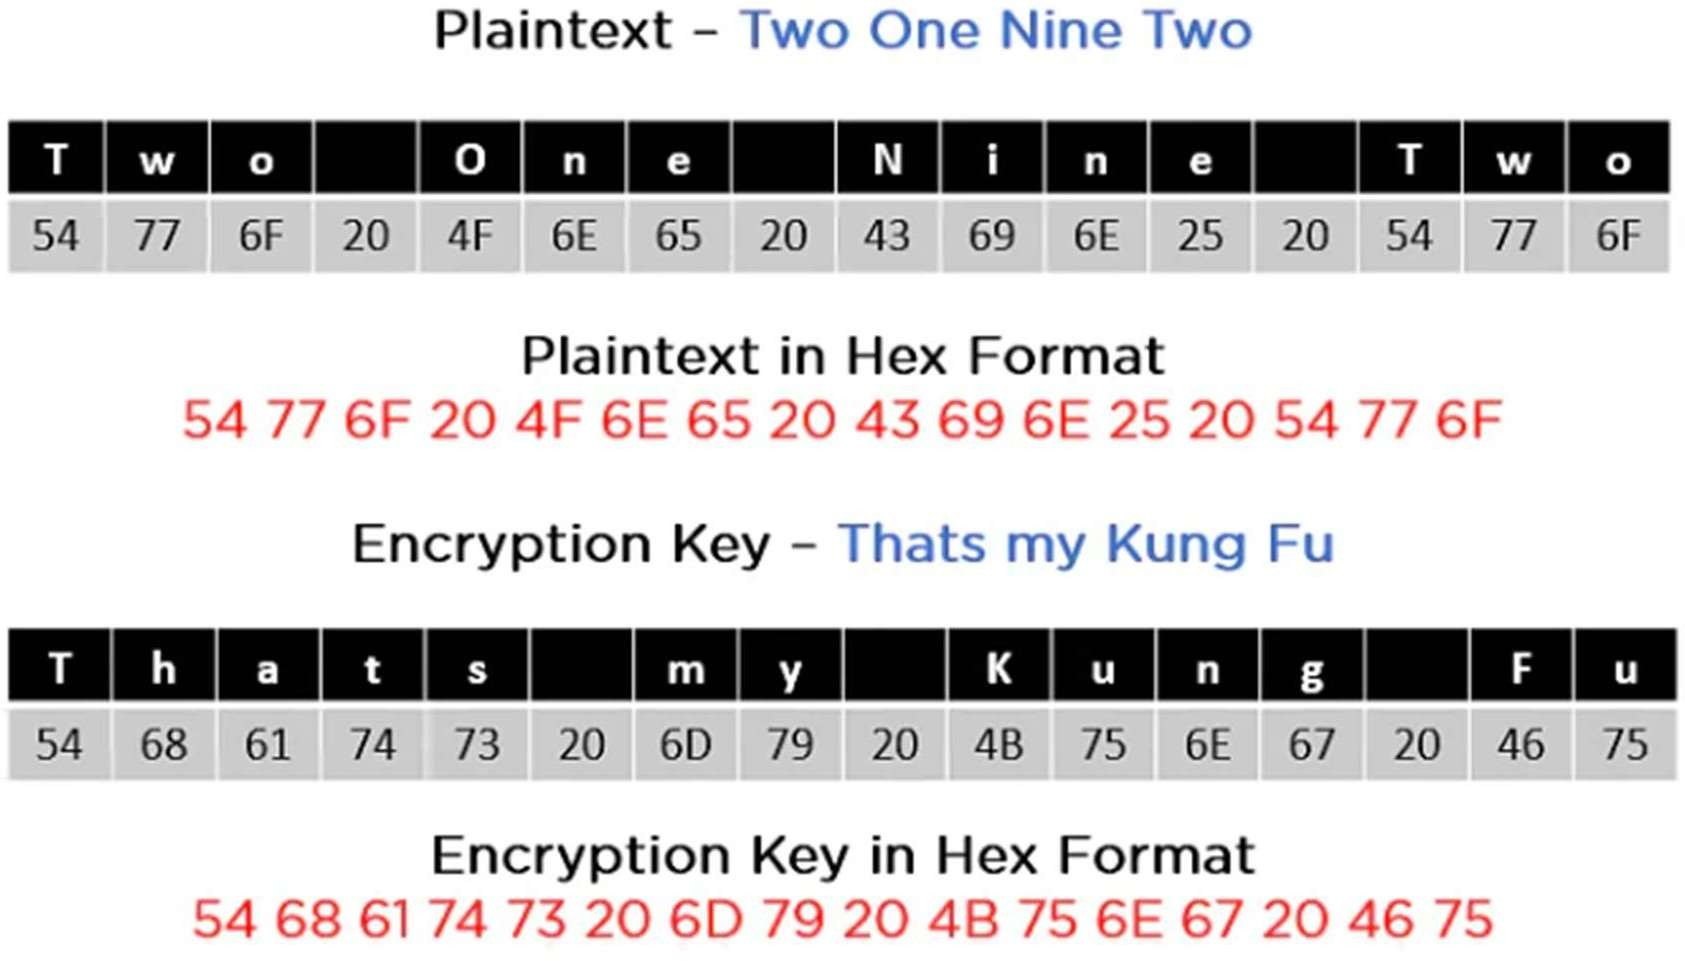 Plaintext – Two One Nine Two
T w o O n e N i n e T w o
54 77 6F 20 4F 6E 65 20 43 69 6E 25 20 54 77 6F
Plaintext in Hex Format
54 77 6F 20 4F 6E 65 20 43 69 6E 25 20 54 77 6F
Encryption Key – Thats my Kung Fu
T h a t s m y K u n g F u
54 68 61 74 73 20 6D 79 20 4B 75 6E 67 20 46 75
Encryption Key in Hex Format
54 68 61 74 73 20 6D 79 20 4B 75 6E 67 20 46 75